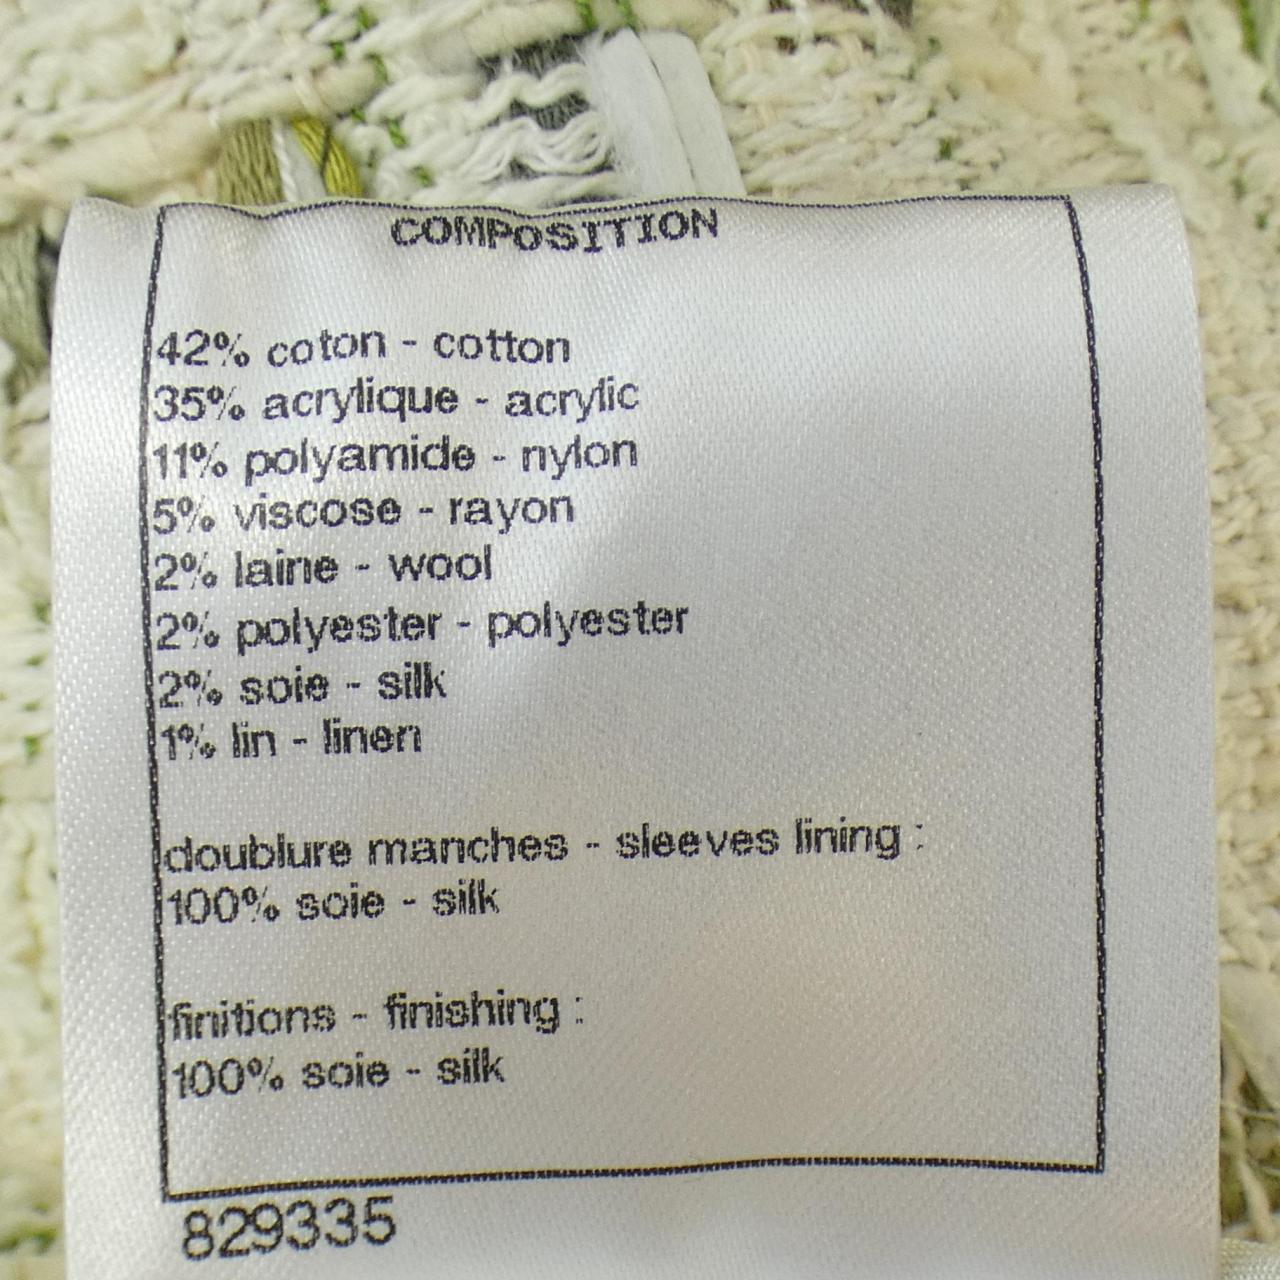 COMPOSITION
42% coton - cotton
35% acrylique - acrylic
11% polyamide - nylon
5% viscose - rayon
2% laine - wool
2% polyester - polyester
2% soie - silk
1% lin - linen
doublure manches - sleeves lining :
100% soie - silk
finitions - finishing :
100% soie - silk
829335